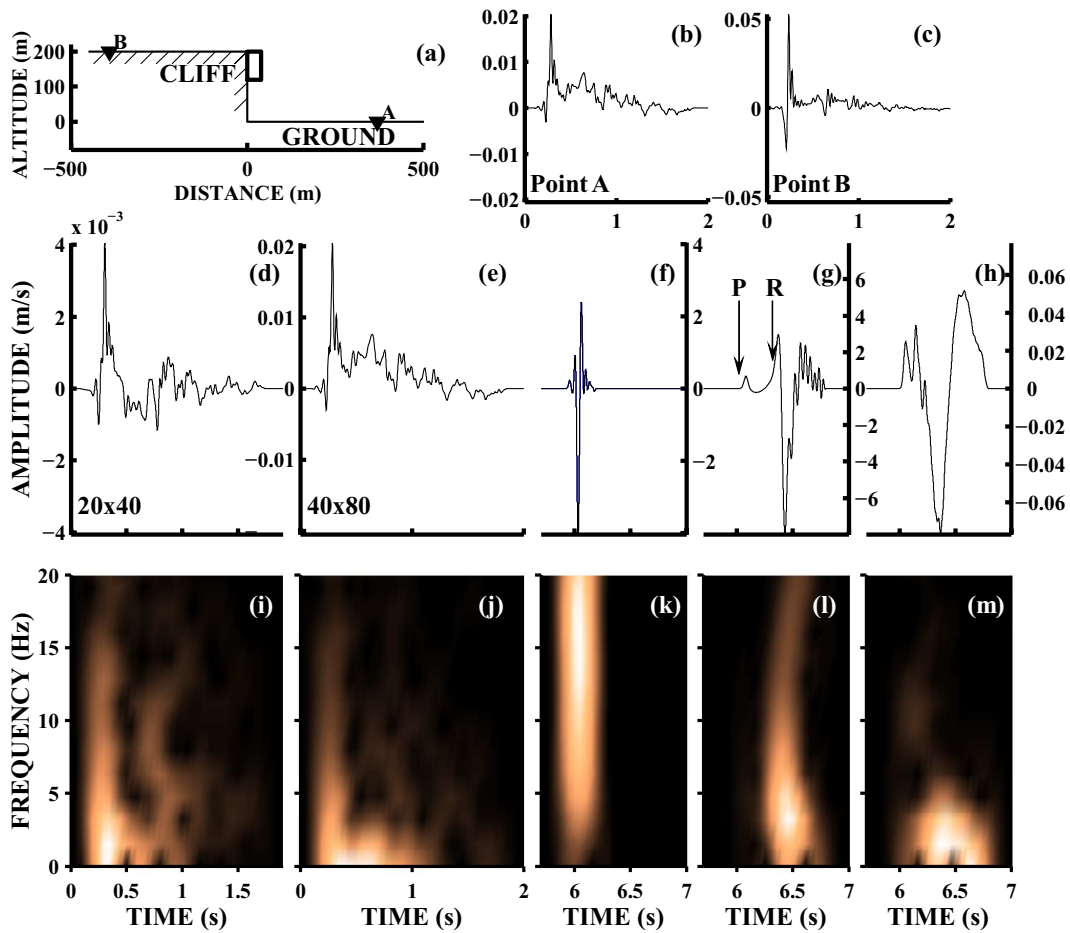 ALTITUDE (m)
200
100
0
B
(a)
CLIFF
A
GROUND
−500
0
500
DISTANCE (m)
0.02
0.01
0
−0.01
−0.02
(b)
Point A
0
1
2
0.05
0
−0.05
(c)
Point B
0
1
2
AMPLITUDE (m/s)
x 10−3
4
2
0
−2
−4
(d)
20x40
0.02
0.01
0
−0.01
(e)
40x80
(f)
4
2
0
−2
P
R
(g)
6
4
2
0
−2
−4
−6
(h)
0.06
0.04
0.02
0
−0.02
−0.04
−0.06
FREQUENCY (Hz)
20
15
10
5
0
(i)
(j)
(k)
(l)
(m)
0
0.5
1
1.5
0
1
2
6
6.5
7
6
6.5
7
6
6.5
7
TIME (s)
TIME (s)
TIME (s)
TIME (s)
TIME (s)